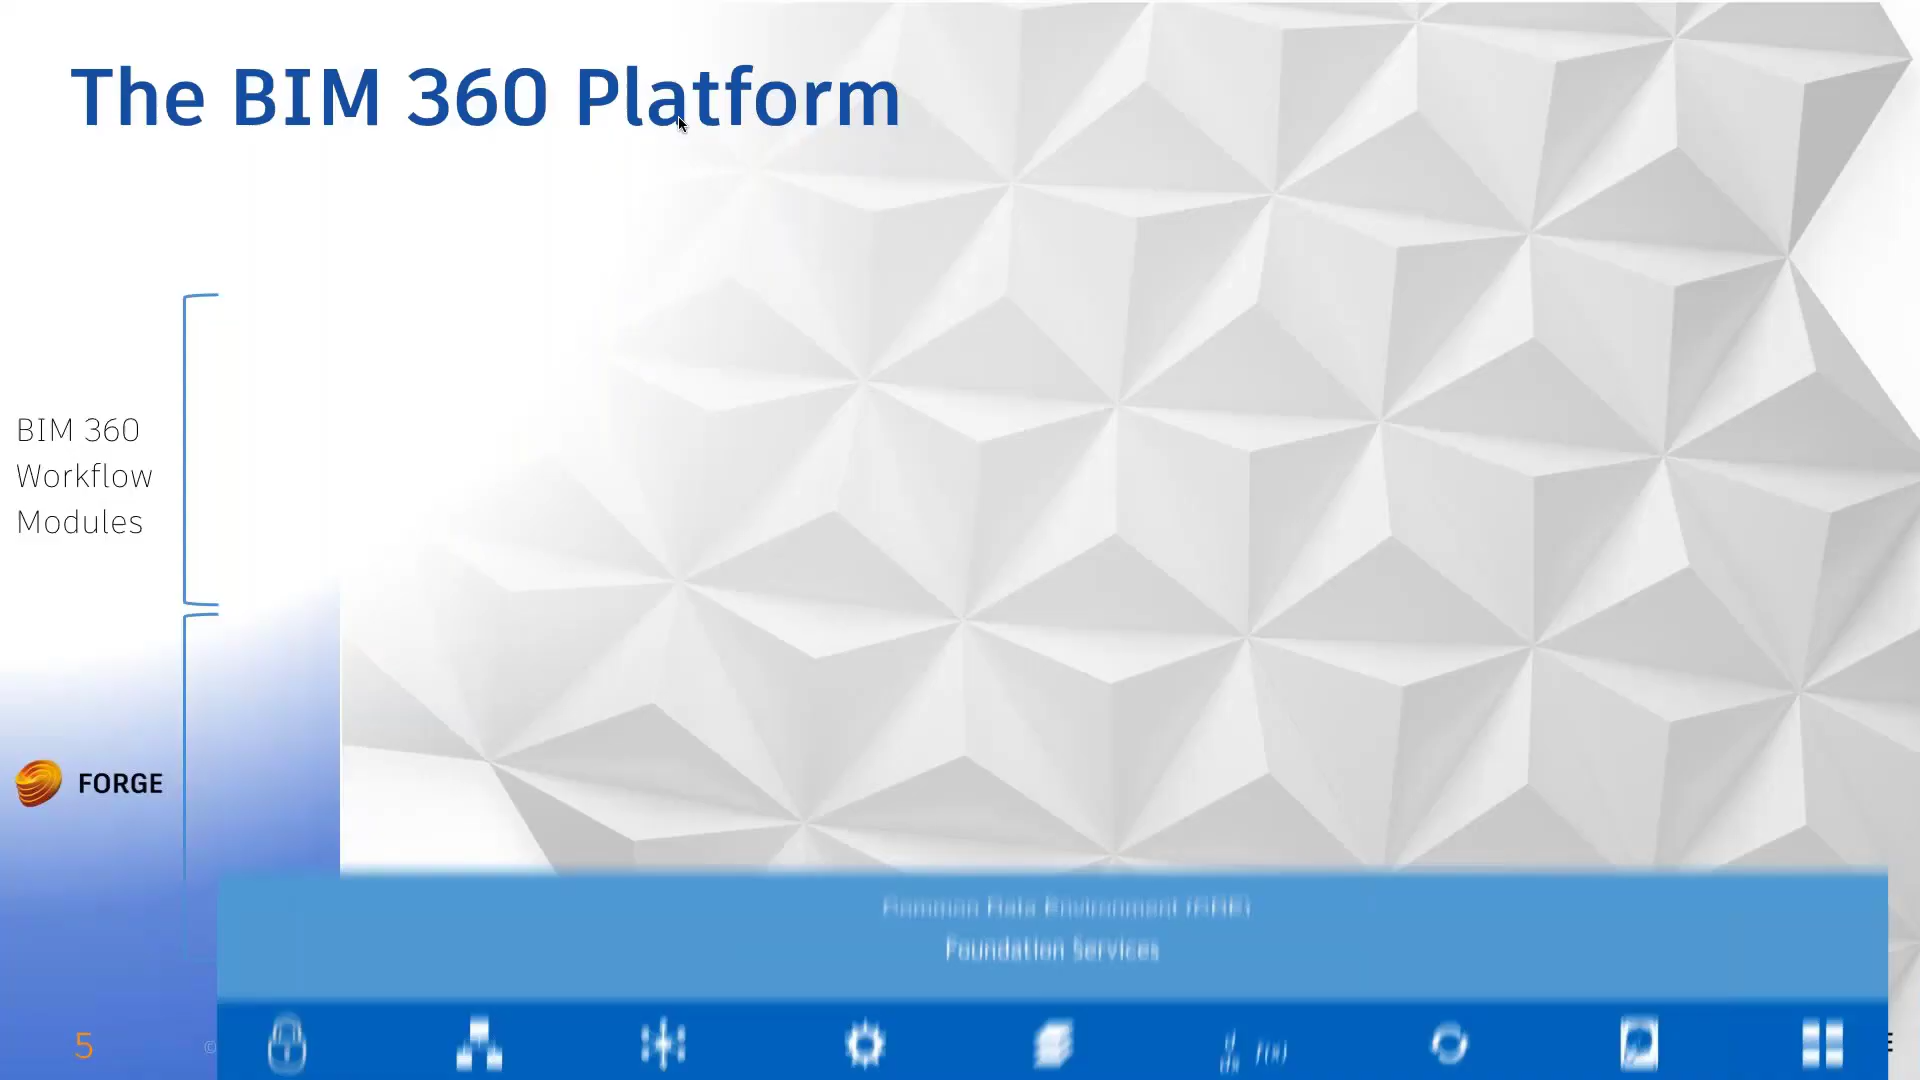 The BIM 360 Platform
BIM 360
Workflow
Modules
FORGE
Foundation Services
5
©